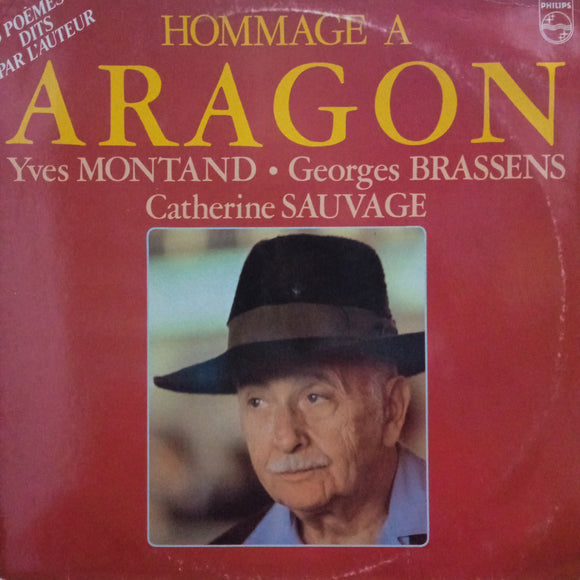 POÈMES
DITS
PAR L'AUTEUR
PHILIPS
HOMMAGE A
ARAGON
Yves MONTAND • Georges BRASSENS
Catherine SAUVAGE